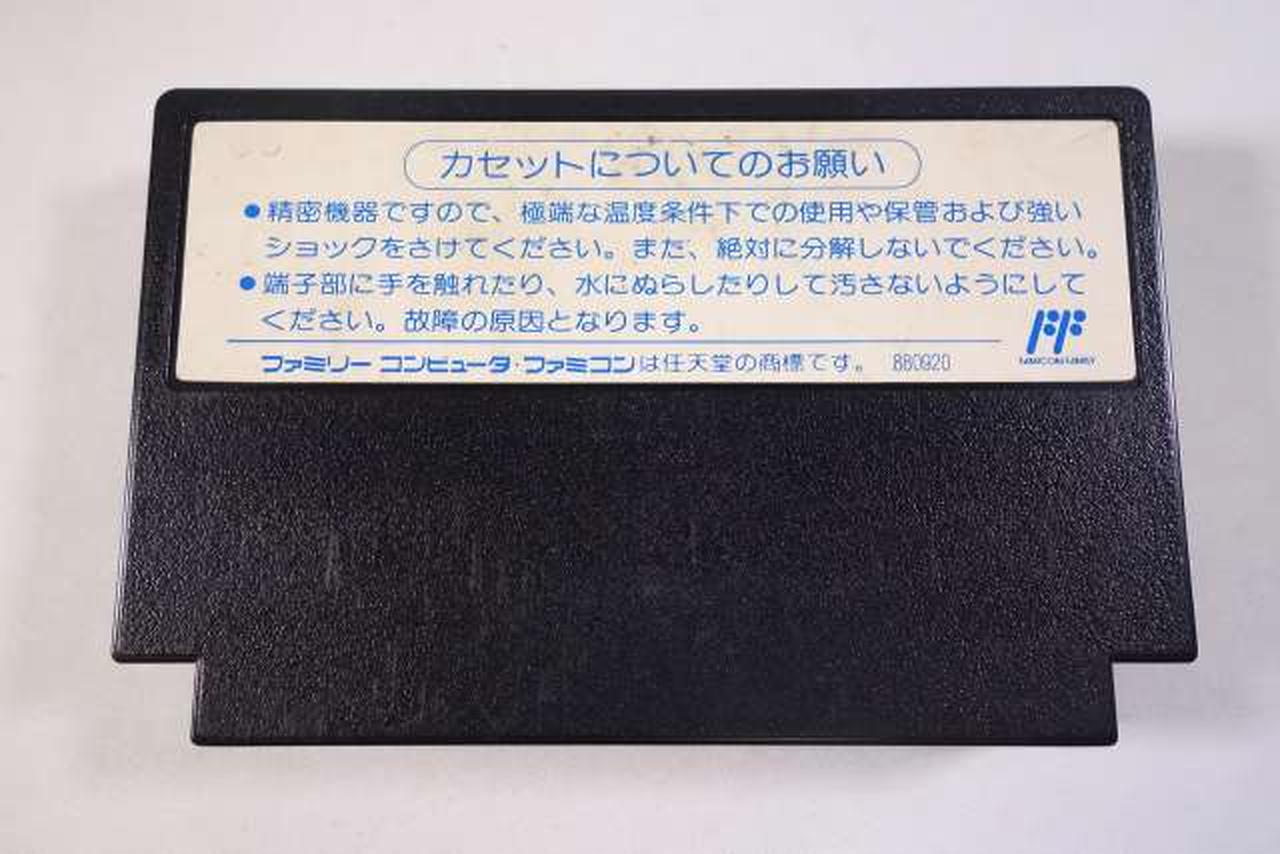 カセットについてのお願い
●精密機器ですので、極端な温度条件下での使用や保管および強い
ショックをさけてください。また、絶対に分解しないでください。
●端子部に手を触れたり、水にぬらしたりして汚さないようにして
ください。故障の原因となります。
FAMICOM FAMILY
ファミリー コンピュータ・ファミコンは任天堂の商標です。 880920